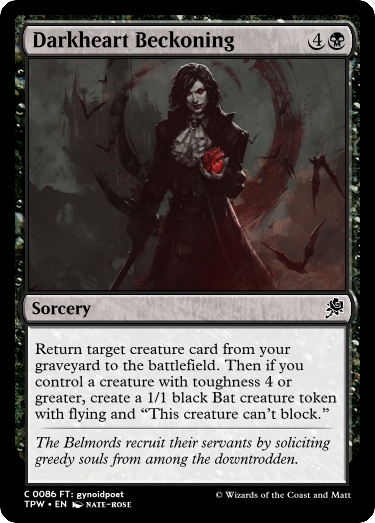 Darkheart Beckoning 4
Sorcery
Return target creature card from your
graveyard to the battlefield. Then if you
control a creature with toughness 4 or
greater, create a 1/1 black Bat creature token
with flying and “This creature can’t block.”
The Belmords recruit their servants by soliciting
greedy souls from among the downtrodden.
C 0086 FT: gynoidpoet
TPW • EN NATE-ROSE
© Wizards of the Coast and Matt